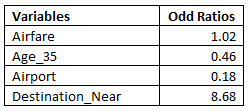 Variables Odd Ratios
Airfare 1.02
Age_35 0.46
Airport 0.18
Destination_Near 8.68